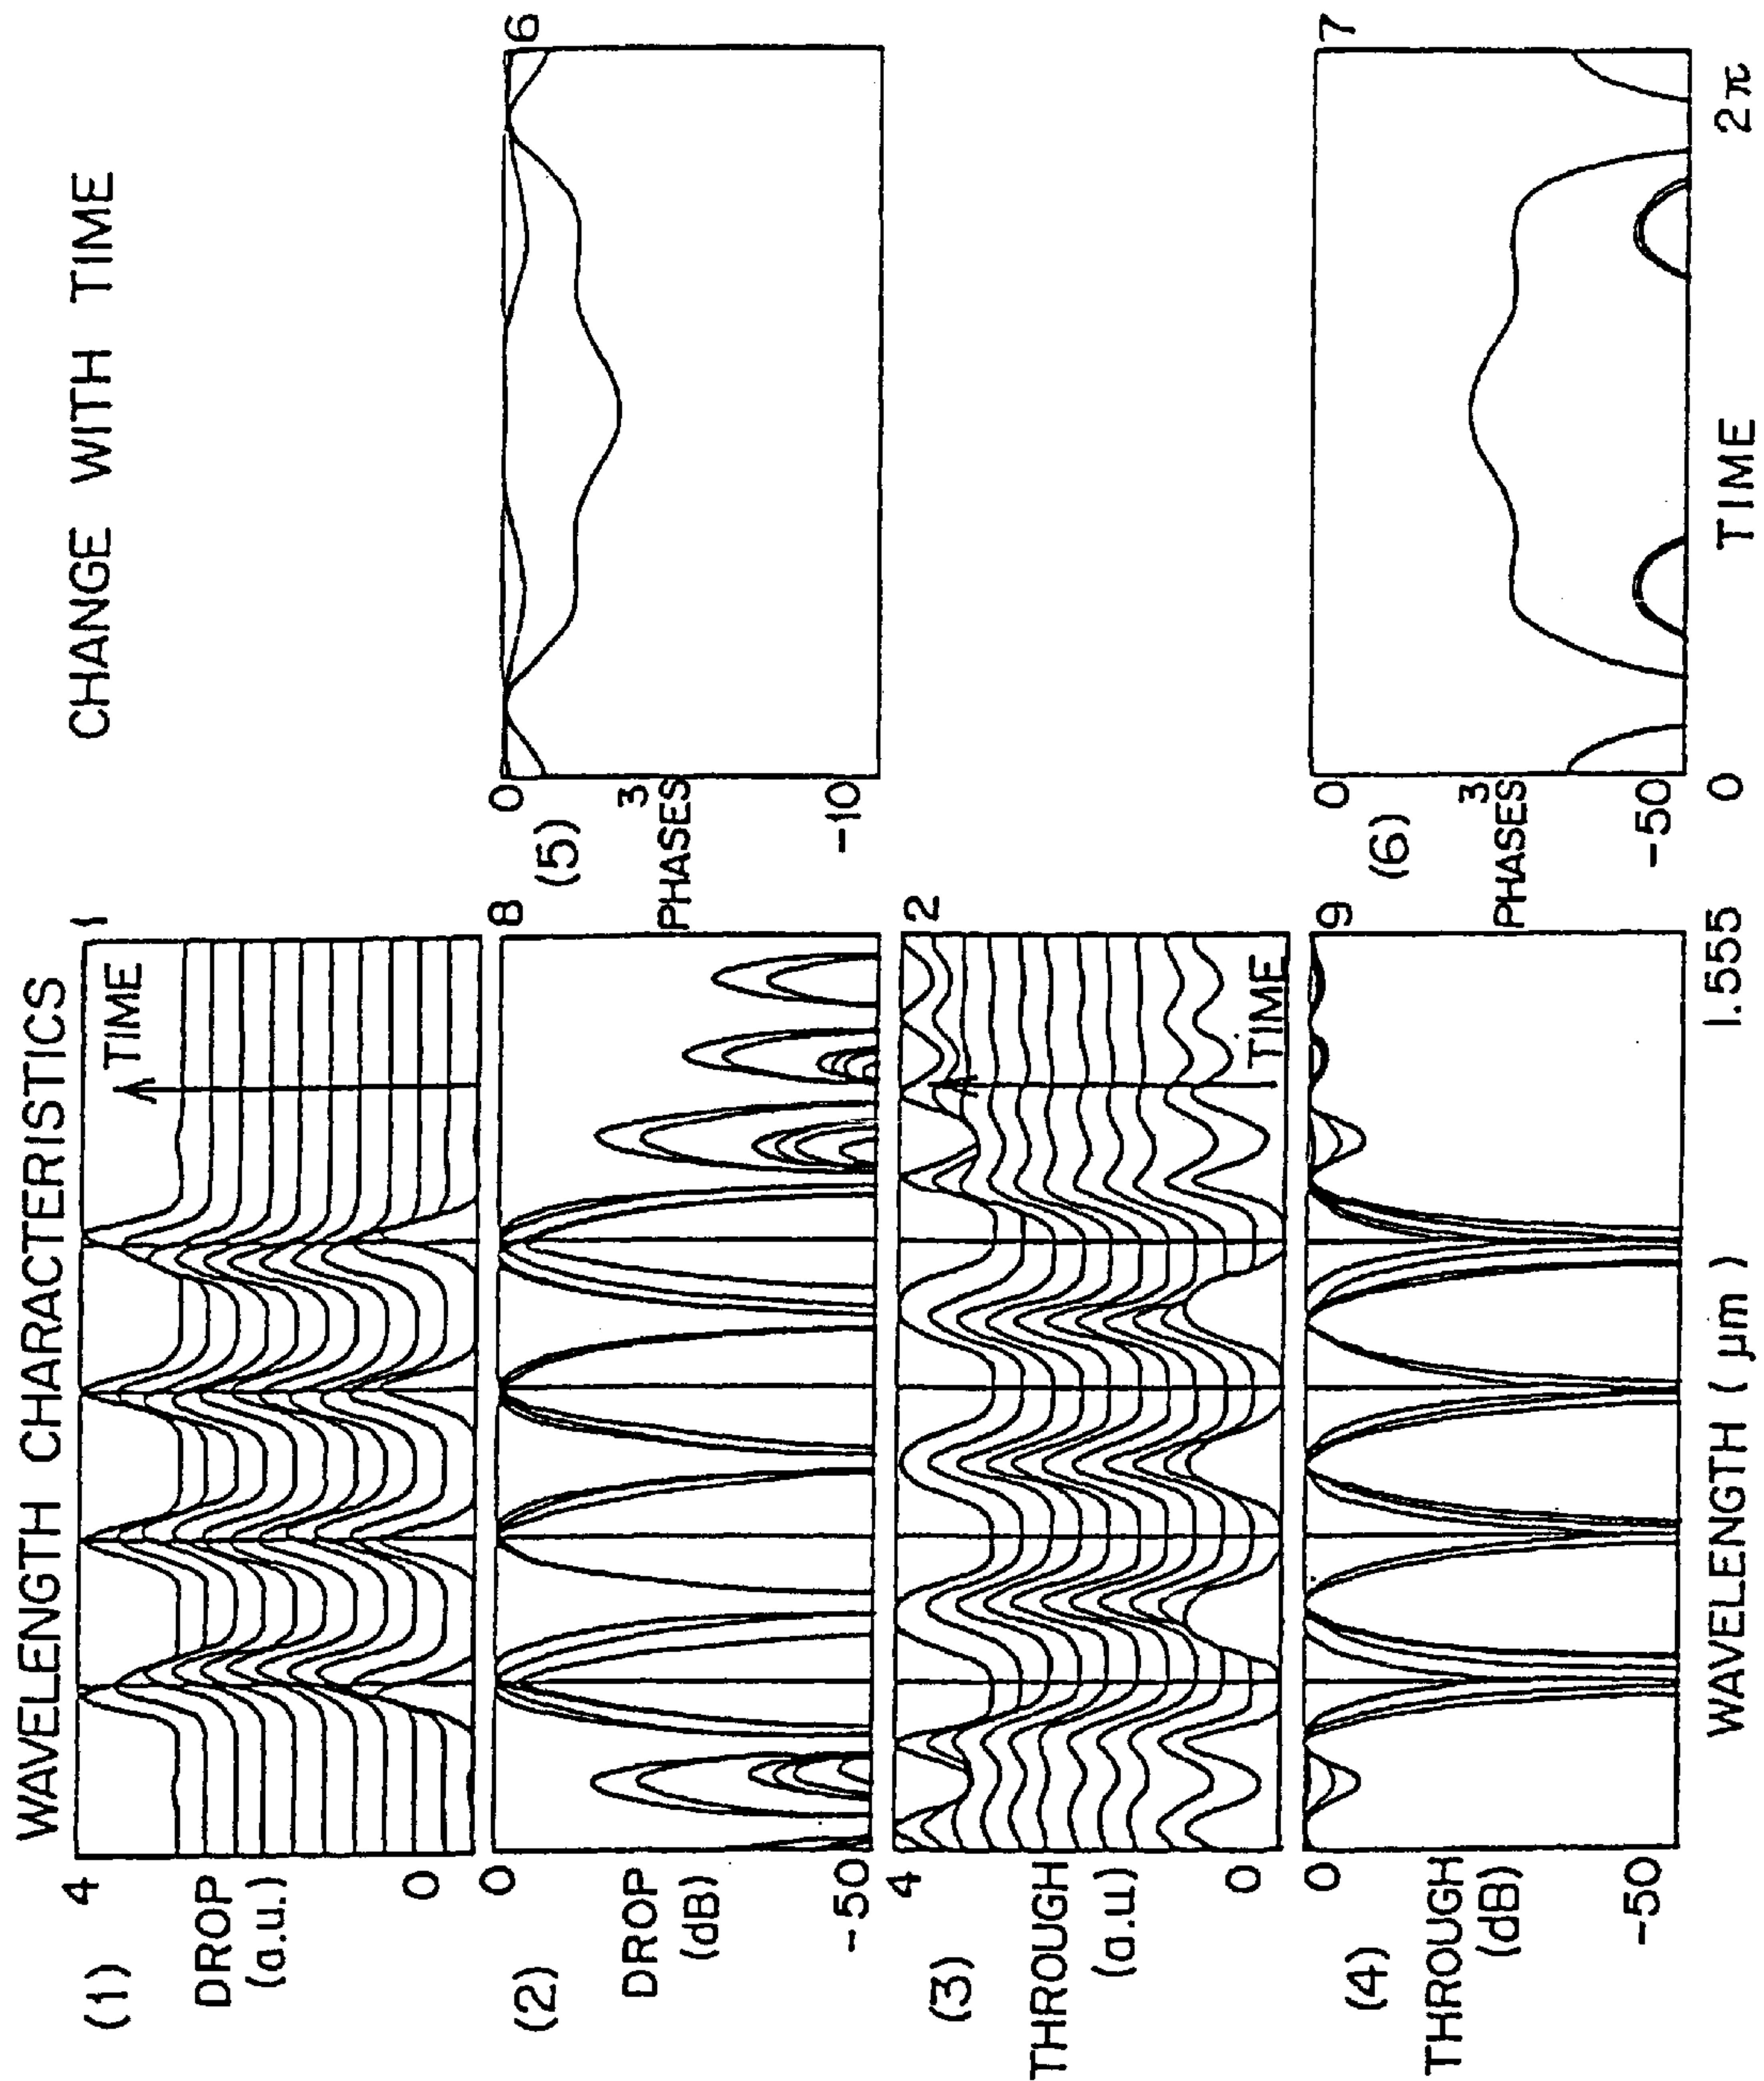 WAVELENGTH CHARACTERISTICS
CHANGE WITH TIME
(1)
4
DROP
(a.u.)
0
TIME
1
(2)
0
DROP
(dB)
-50
8
(5)
0
3
PHASES
-10
6
(3)
4
THROUGH
(a.u)
0
TIME
2
(4)
0
THROUGH
(dB)
-50
9
WAVELENGTH ( μm )
1.555
(6)
0
3
PHASES
-50
7
0
TIME
2π